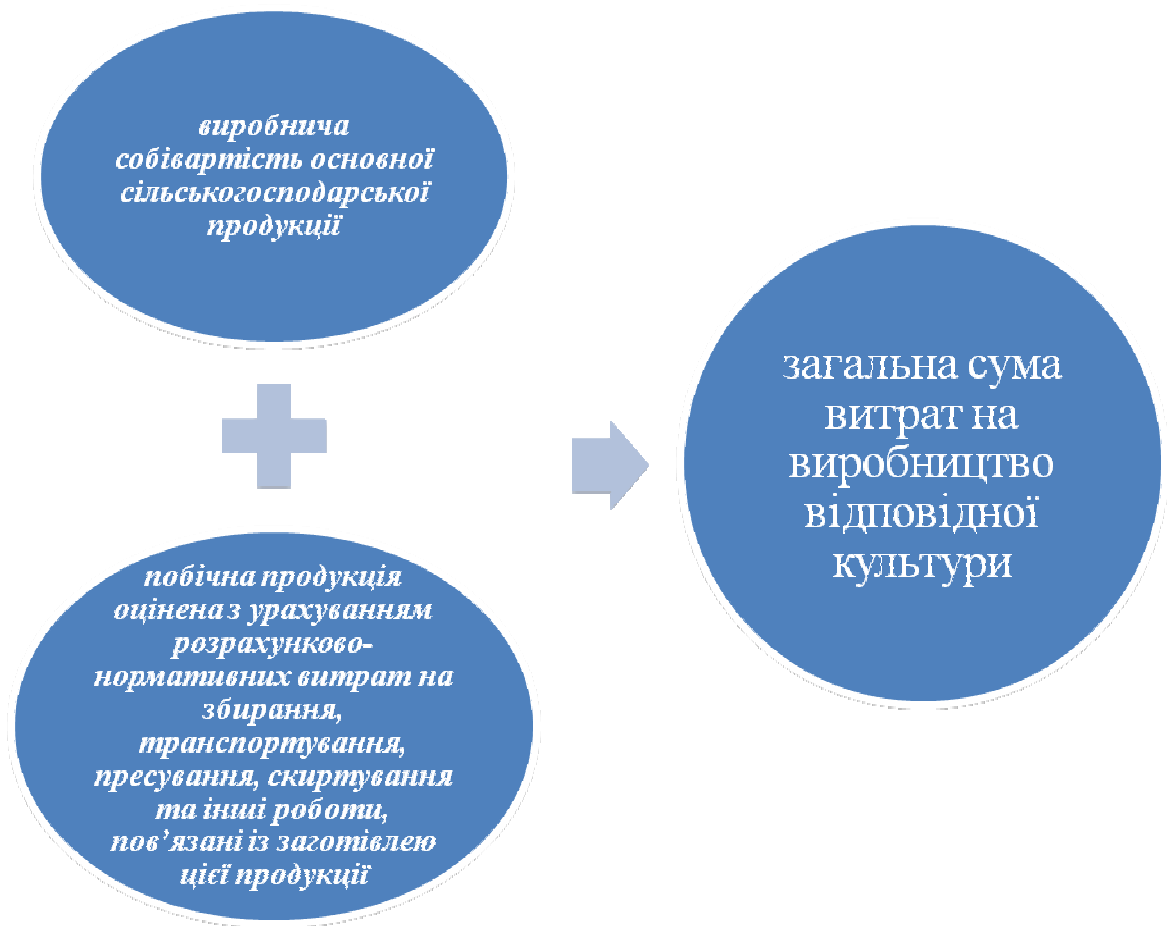 виробнича
собівартість основної
сільськогосподарської
продукції
побічна продукція
оцінена з урахуванням
розрахунково-
нормативних витрат на
збирання,
транспортування,
пресування, скиртування
та інші роботи,
пов’язані із заготівлею
цієї продукції
загальна сума
витрат на
виробництво
відповідної
культури